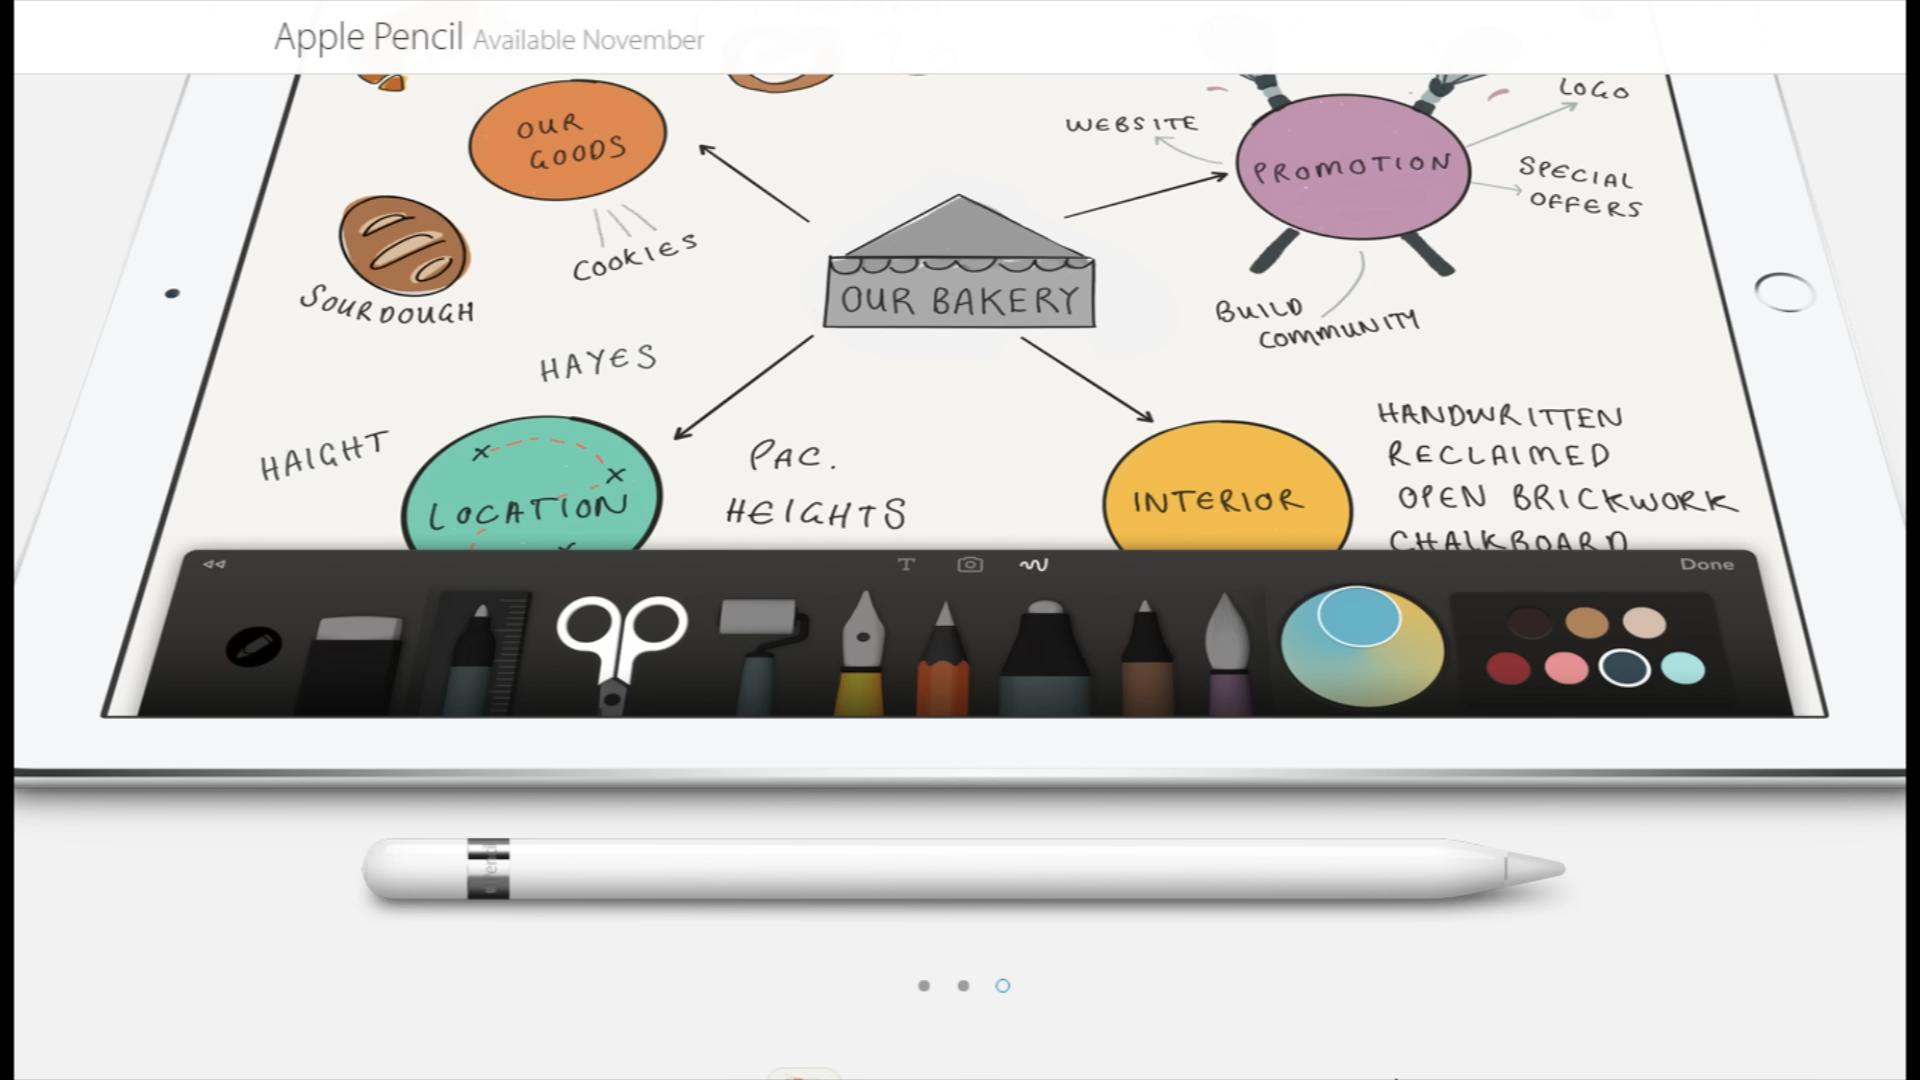 Apple Pencil Available November
OUR
GOODS
COOKIES
SOURDOUGH
WEBSITE
PROMOTION
LOGO
SPECIAL
OFFERS
BUILD
COMMUNITY
OUR BAKERY
HAYES
HAIGHT
LOCATION
PAC.
HEIGHTS
INTERIOR
HANDWRITTEN
RECLAIMED
OPEN BRICKWORK
CHALKBOARD
T
Done
Pencil